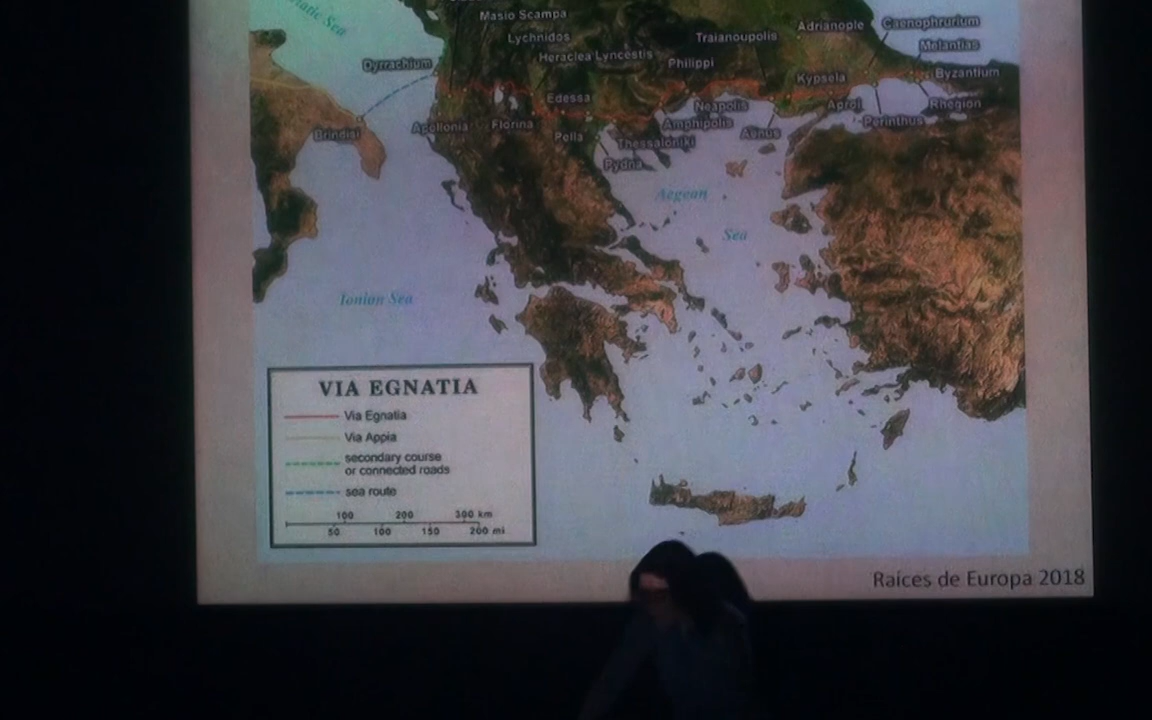 Masio Scampa
Adrianople
Caenophrurium
Lychnidos
Traianoupolis
Melantias
Heraclea Lyncestis
Philippi
Dyrrachium
Kypsela
Byzantium
Edessa
Neapolis
Aproi
Rhegion
Brindisi
Apollonia
Florina
Amphipolis
Aenus
Perinthus
Pella
Thessaloniki
Pydna
Aegean
Sea
Ionian Sea
VIA EGNATIA
Via Egnatia
Via Appia
secondary course
or connected roads
sea route
100 200 300 km
50 100 150 200 mi
Raíces de Europa 2018